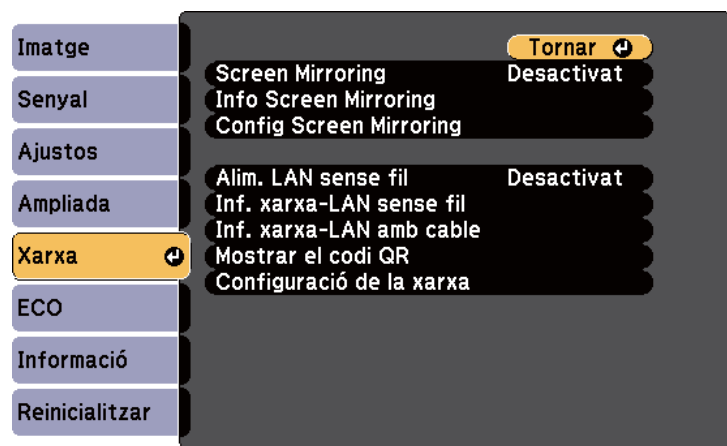 Imatge
Senyal
Ajustos
Ampliada
Xarxa
ECO
Informació
Reinicialitzar
Tornar
Screen Mirroring Desactivat
Info Screen Mirroring
Config Screen Mirroring
Alim. LAN sense fil Desactivat
Inf. xarxa-LAN sense fil
Inf. xarxa-LAN amb cable
Mostrar el codi QR
Configuració de la xarxa